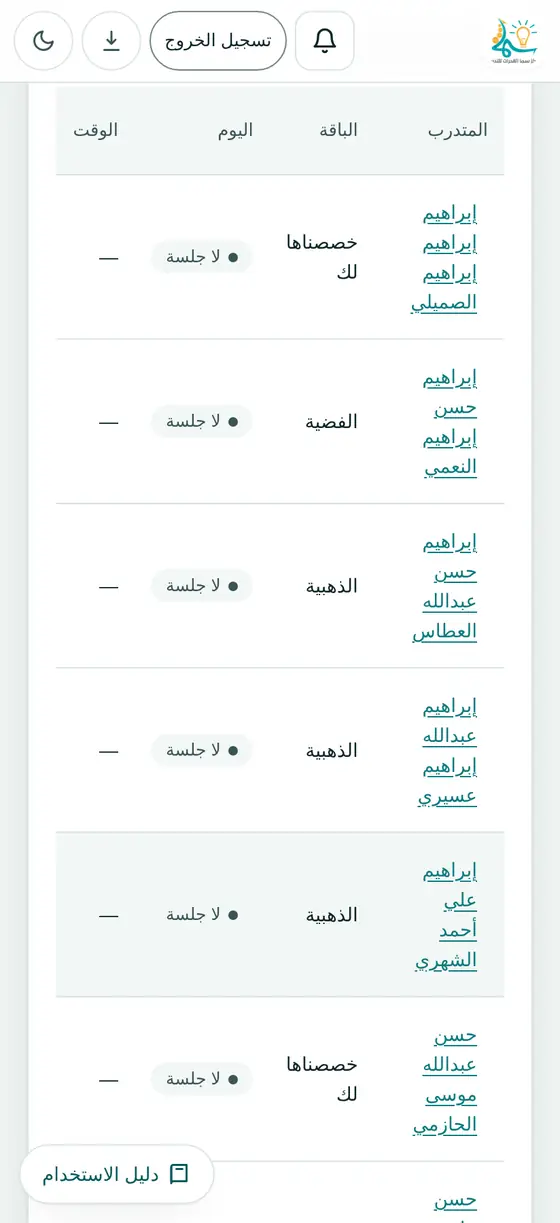 تسجيل الخروج
المتدرب الباقة اليوم الوقت
إبراهيم
إبراهيم
إبراهيم
الصميلي
خصصناها
لك
لا جلسة
—
إبراهيم
حسن
إبراهيم
النعمي
الفضية
لا جلسة
—
إبراهيم
حسن
عبدالله
العطاس
الذهبية
لا جلسة
—
إبراهيم
عبدالله
إبراهيم
عسيري
الذهبية
لا جلسة
—
إبراهيم
علي
أحمد
الشهري
الذهبية
لا جلسة
—
حسن
عبدالله
موسى
الحازمي
خصصناها
لك
لا جلسة
—
حسن
دليل الاستخدام